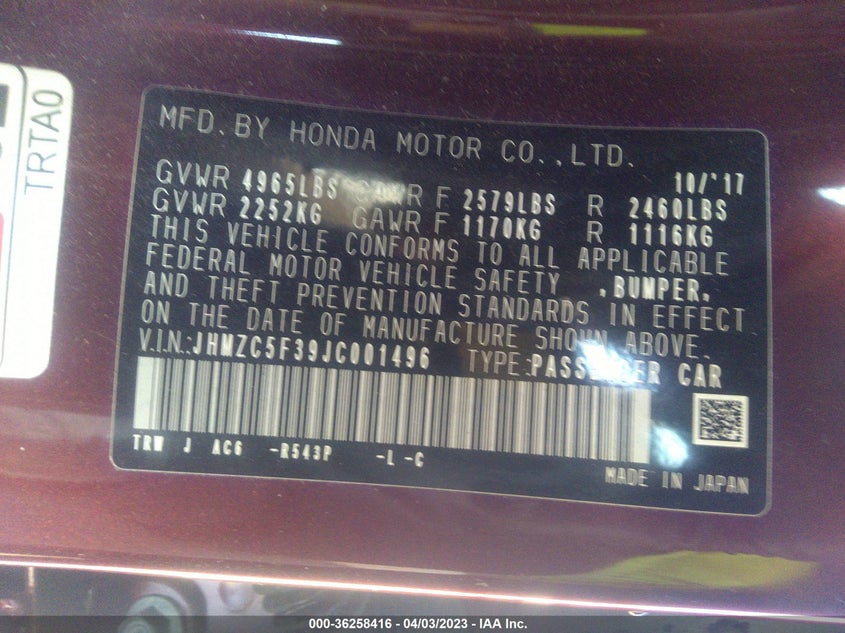 TRTA0
MFD. BY HONDA MOTOR CO.,LTD.
10/'17
GVWR 4965LBS GAWR F 2579LBS R 2460LBS
GVWR 2252KG GAWR F 1170KG R 1116KG
THIS VEHICLE CONFORMS TO ALL APPLICABLE
FEDERAL MOTOR VEHICLE SAFETY ,BUMPER,
AND THEFT PREVENTION STANDARDS IN EFFECT
ON THE DATE OF MANUFACTURE SHOWN ABOVE.
V.I.N.:JHMZC5F39JC001496 TYPE:PASSENGER CAR
TRW J AC6 -R543P -L -C
MADE IN JAPAN
000-36258416 - 04/03/2023 - IAA Inc.